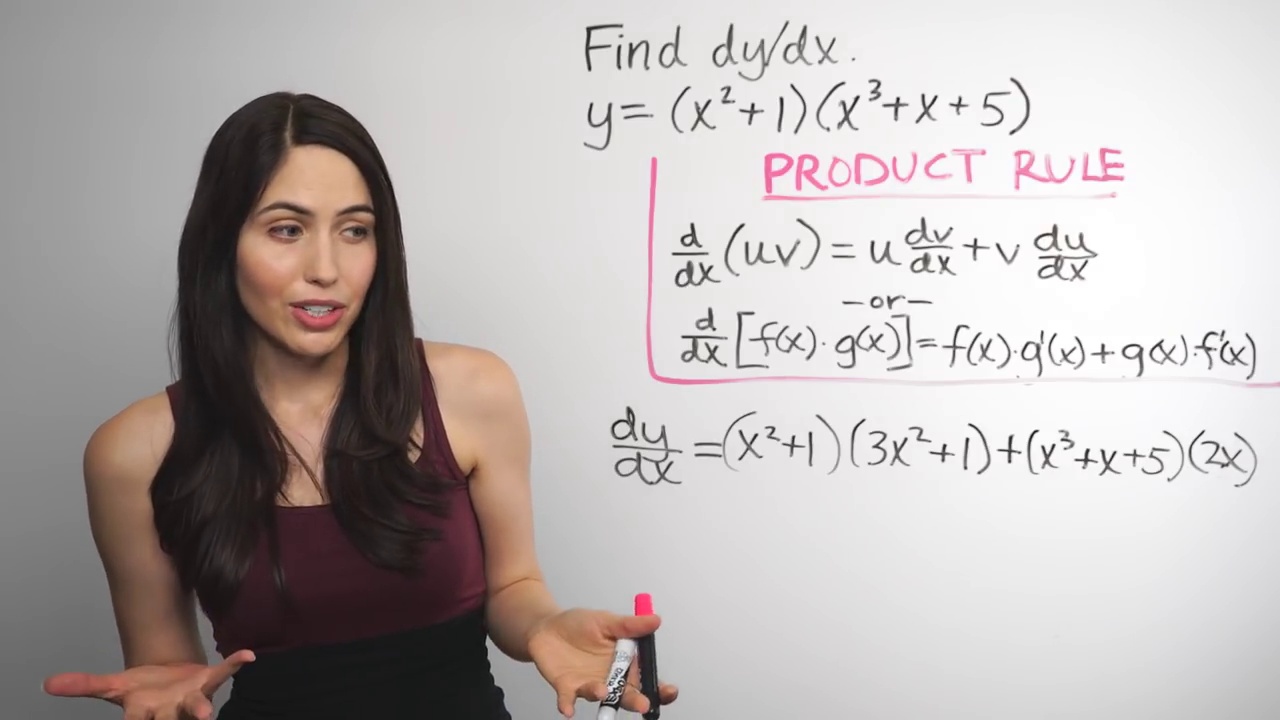 Find dy/dx.
y= (x²+1)(x³+x+5)
PRODUCT RULE
d/dx (uv) = u dv/dx + v du/dx
-or-
d/dx [f(x)·g(x)]=f(x)·g'(x)+g(x)·f'(x)
dy/dx =(x²+1)(3x²+1)+(x³+x+5)(2x)